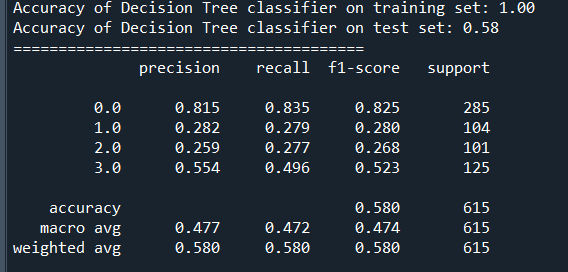 Accuracy of Decision Tree classifier on training set: 1.00
Accuracy of Decision Tree classifier on test set: 0.58
=======================================
precision recall f1-score support
0.0 0.815 0.835 0.825 285
1.0 0.282 0.279 0.280 104
2.0 0.259 0.277 0.268 101
3.0 0.554 0.496 0.523 125
accuracy 0.580 615
macro avg 0.477 0.472 0.474 615
weighted avg 0.580 0.580 0.580 615